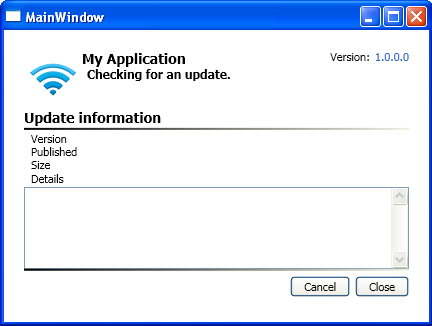 MainWindow
My Application
Version: 1.0.0.0
Checking for an update.
Update information
Version
Published
Size
Details
Cancel Close